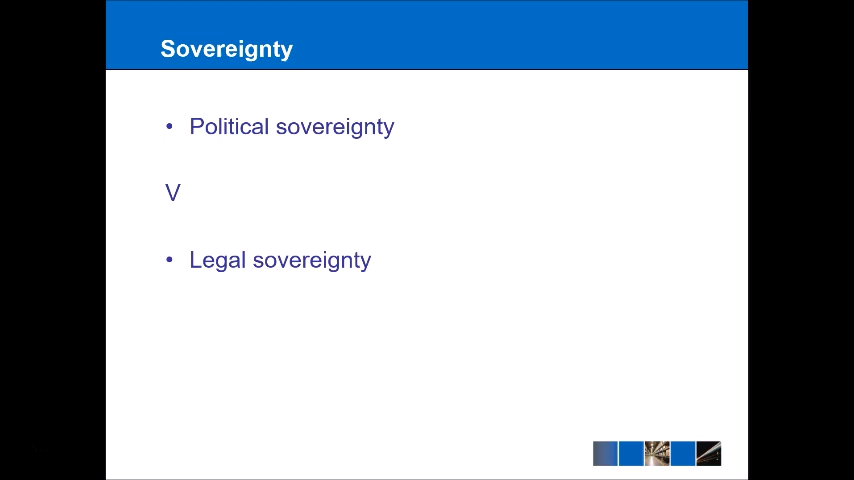 Sovereignty
• Political sovereignty
V
• Legal sovereignty